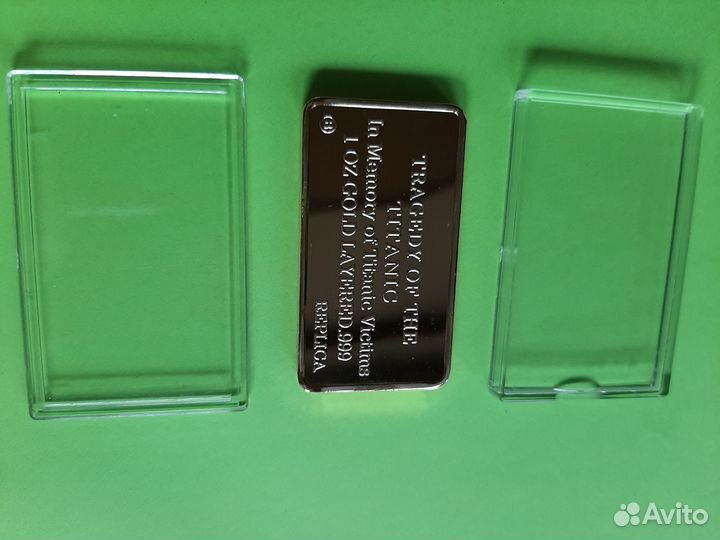 TRAGEDY OF THE
TITANIC
In Memory of Titanic Victims
1 OZ GOLD LAYERED.999
REPLICA
Avito